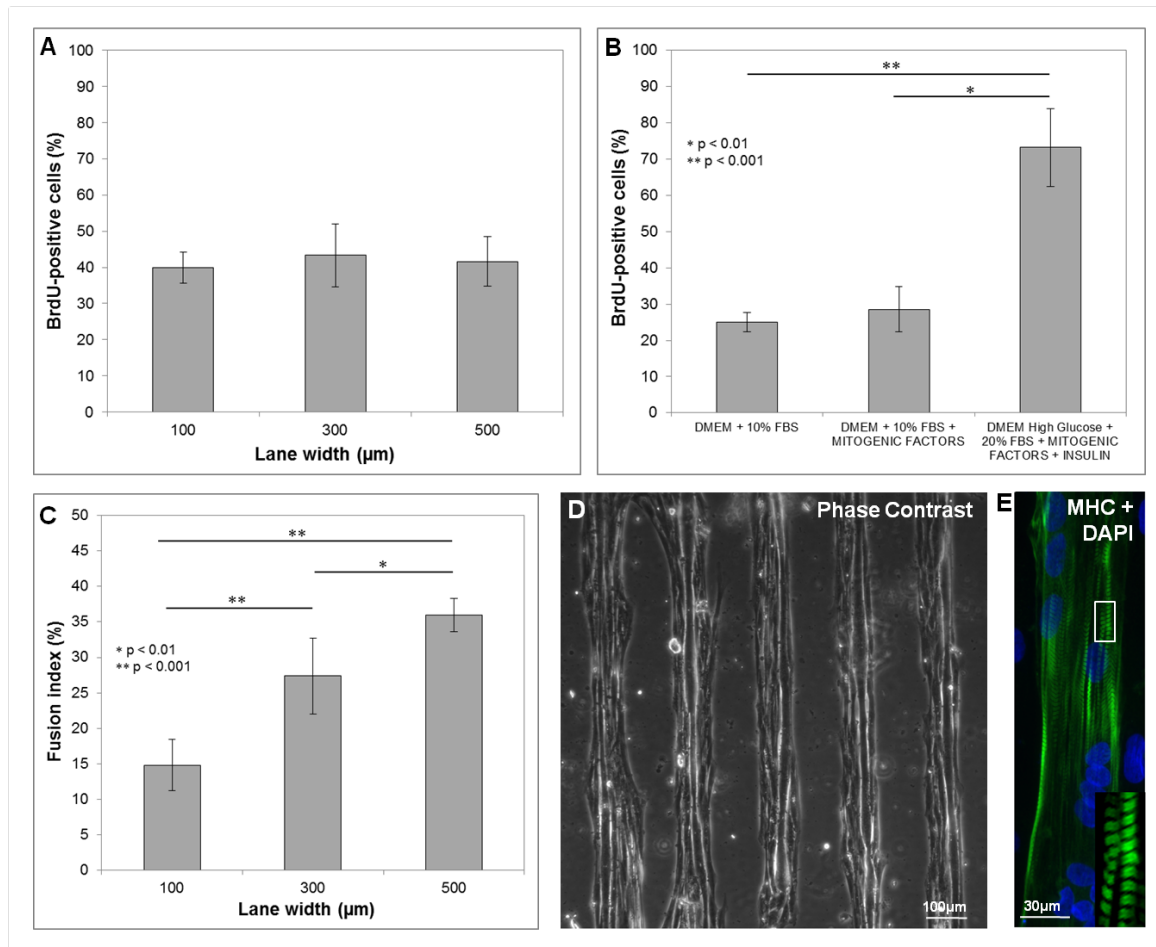 A
100
90
80
70
60
50
40
30
20
10
0
BrdU-positive cells (%)
100 300 500
Lane width (µm)
B
100
90
80
70
60
50
40
30
20
10
0
BrdU-positive cells (%)
**
*
* p < 0.01
** p < 0.001
DMEM + 10% FBS
DMEM + 10% FBS +
MITOGENIC FACTORS
DMEM High Glucose +
20% FBS + MITOGENIC
FACTORS + INSULIN
C
50
45
40
35
30
25
20
15
10
5
0
Fusion index (%)
**
*
**
* p < 0.01
** p < 0.001
100 300 500
Lane width (µm)
D
Phase Contrast
100µm
E
MHC +
DAPI
30µm